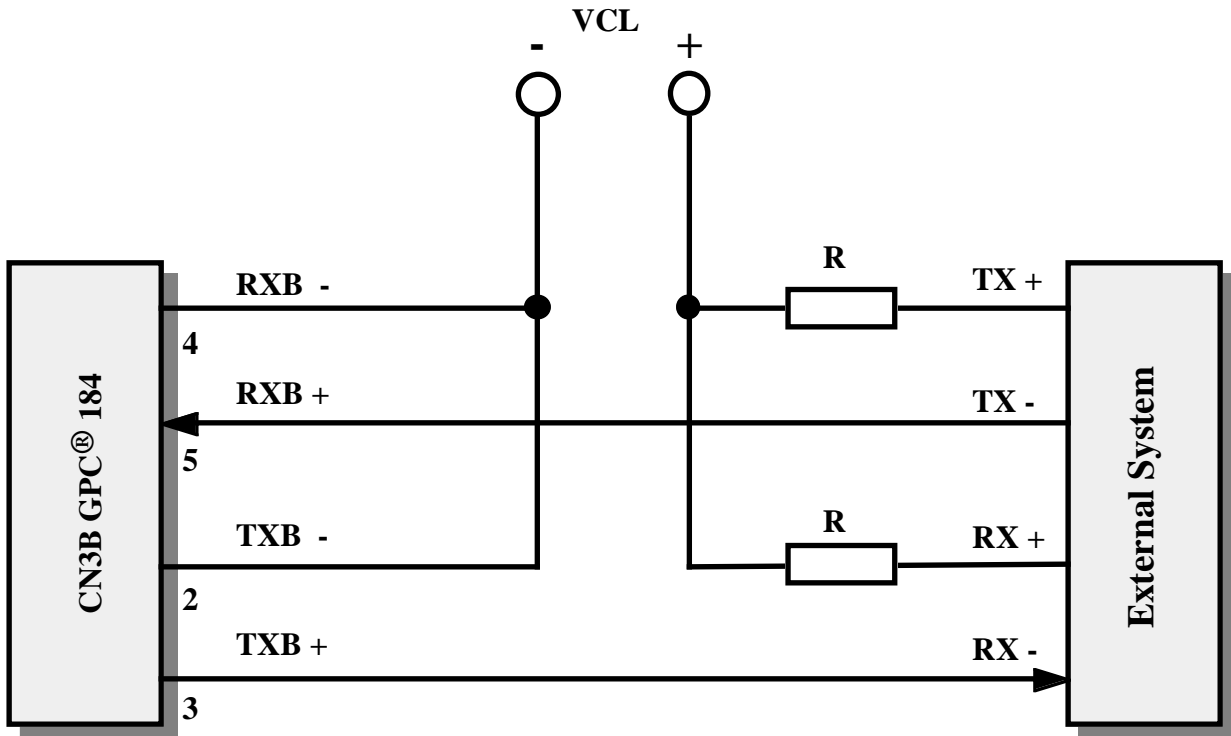 VCL
- +
R
RXB -
TX +
4
RXB +
TX -
5
R
TXB -
RX +
2
TXB +
RX -
3
CN3B GPC® 184
External System